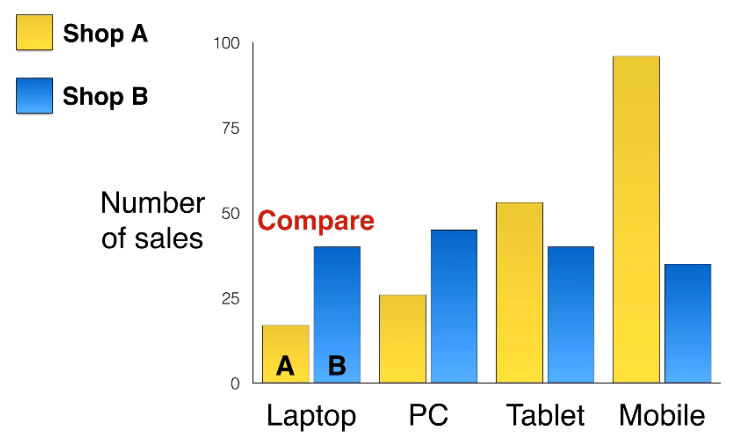 Shop A
Shop B
100
75
50
25
0
Number
of sales
Compare
A B
Laptop PC Tablet Mobile